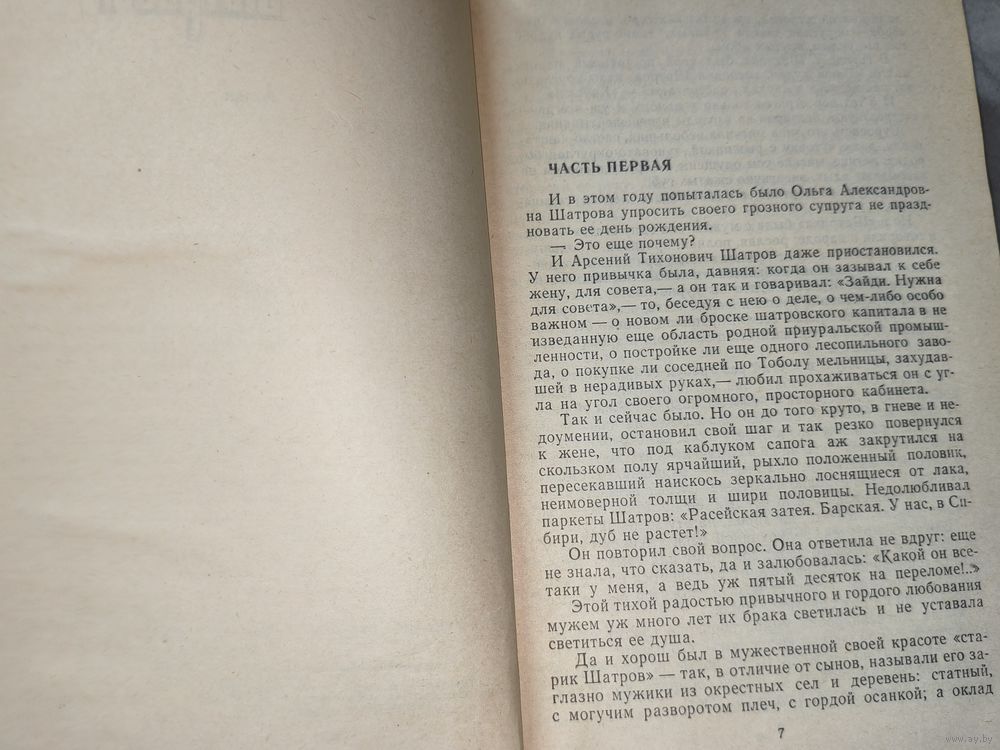 ЧАСТЬ ПЕРВАЯ
И в этом году попыталась было Ольга Александров-
на Шатрова упросить своего грозного супруга не празд-
новать ее день рождения.
— Это еще почему?
И Арсений Тихонович Шатров даже приостановился.
У него привычка была, давняя: когда он зазывал к себе
жену, для совета,— а он так и говаривал: «Зайди. Нужна
для совета»,— то, беседуя с нею о деле, о чем-либо особо
важном — о новом ли броске шатровского капитала в не
изведанную еще область родной приуральской промыш-
ленности, о постройке ли еще одного лесопильного заво-
да, о покупке ли соседней по Тоболу мельницы, захудав-
шей в нерадивых руках,— любил прохаживаться он с уг-
ла на угол своего огромного, просторного кабинета.
Так и сейчас было. Но он до того круто, в гневе и не-
доумении, остановил свой шаг и так резко повернулся
к жене, что под каблуком сапога аж закрутился на
скользком полу ярчайший, рыхло положенный половик,
пересекавший наискось зеркально лоснящиеся от лака,
неимоверной толщи и шири половицы. Недолюбливал
паркеты Шатров: «Расейская затея. Барская. У нас, в Си-
бири, дуб не растет!»
Он повторил свой вопрос. Она ответила не вдруг: еще
не знала, что сказать, да и залюбовалась: «Какой он все-
таки у меня, а ведь уж пятый десяток на переломе!..»
Этой тихой радостью привычного и гордого любования
мужем уж много лет их брака светилась и не уставала
светиться ее душа.
Да и хорош был в мужественной своей красоте «ста-
рик Шатров» — так, в отличие от сынов, называли его за-
глазно мужики из окрестных сел и деревень: статный,
с могучим разворотом плеч, с гордой осанкой; а оклад
7
www.ay.by